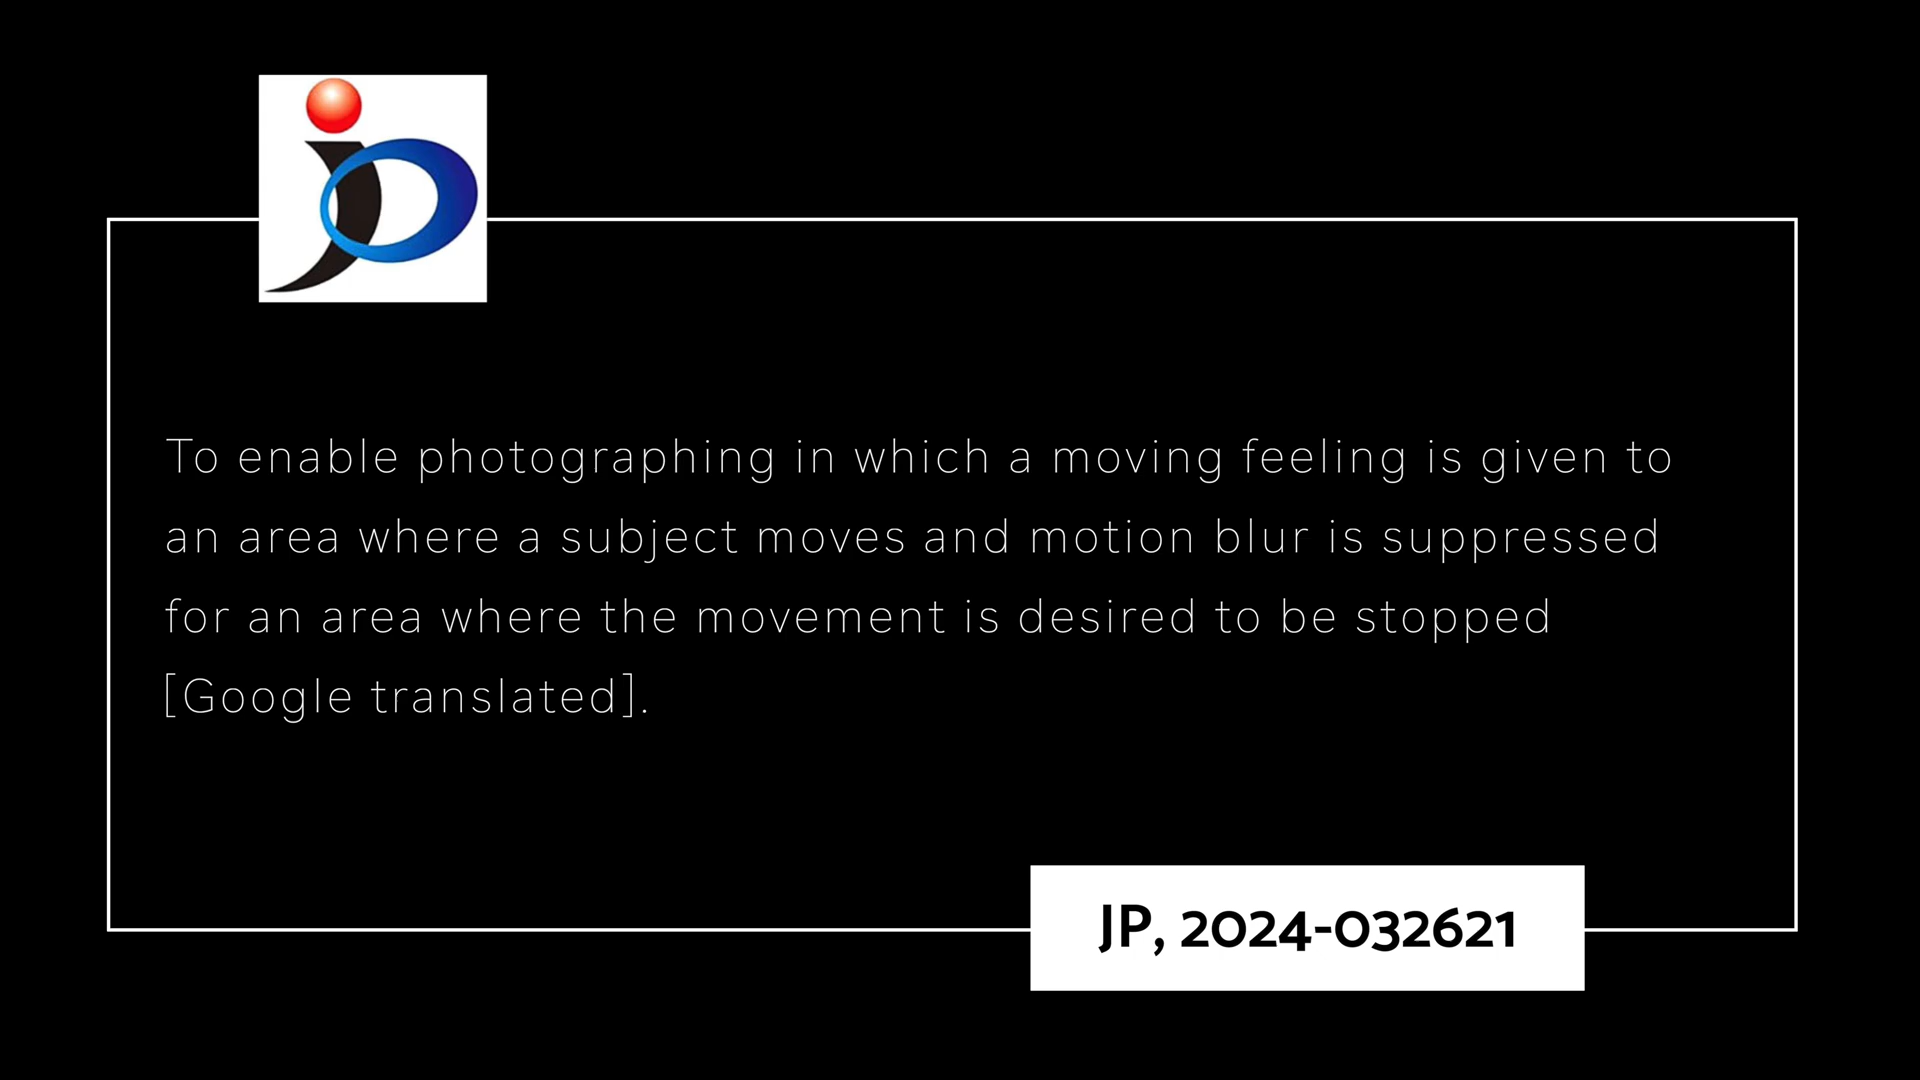 To enable photographing in which a moving feeling is given to
an area where a subject moves and motion blur is suppressed
for an area where the movement is desired to be stopped
[Google translated].
JP, 2024-032621